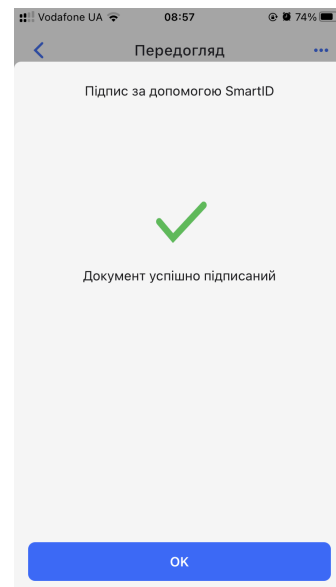 Vodafone UA 08:57 74%
Передогляд
Підпис за допомогою SmartID
Документ успішно підписаний
OK